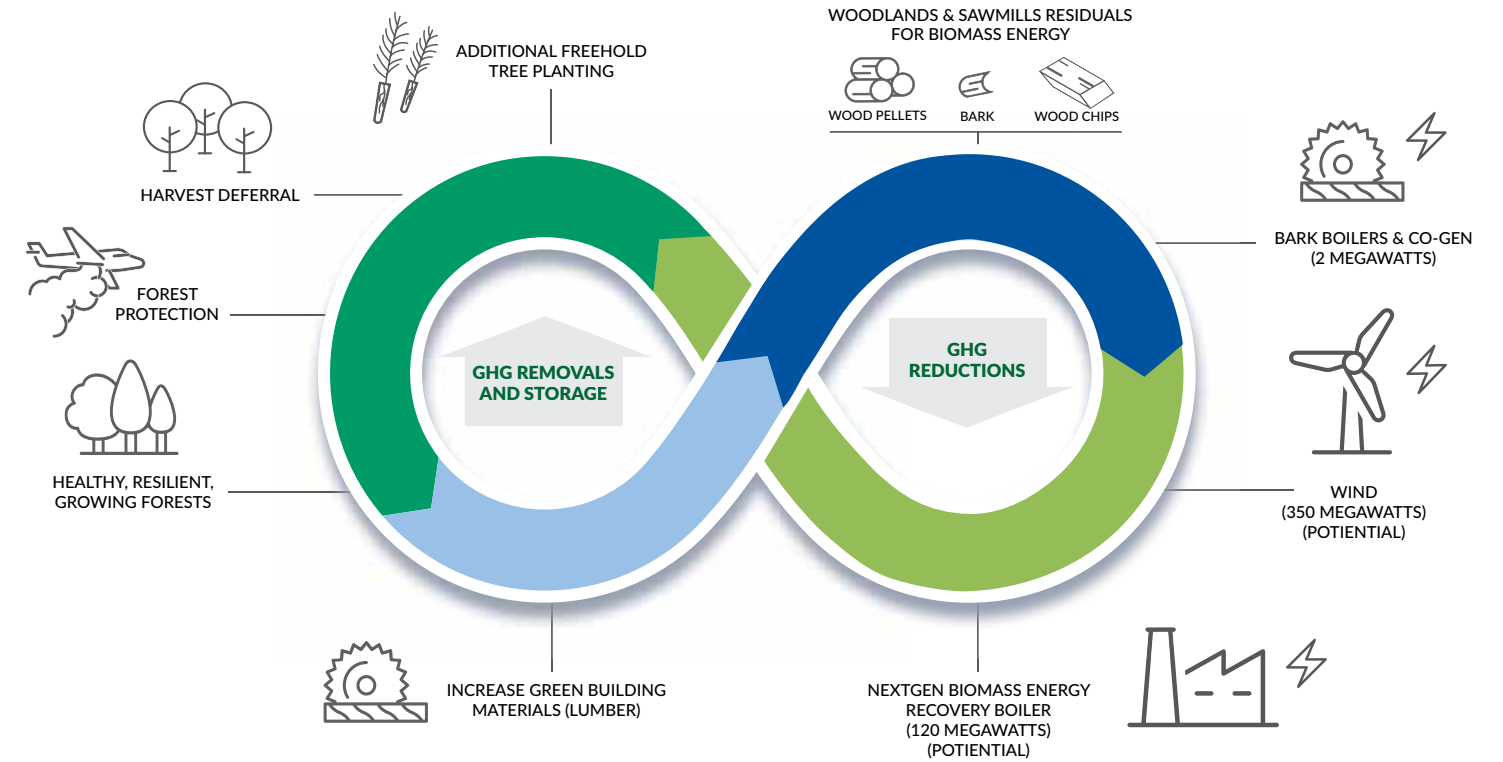 ADDITIONAL FREEHOLD
TREE PLANTING
HARVEST DEFERRAL
FOREST
PROTECTION
HEALTHY, RESILIENT,
GROWING FORESTS
GHG REMOVALS
AND STORAGE
INCREASE GREEN BUILDING
MATERIALS (LUMBER)
WOODLANDS & SAWMILLS RESIDUALS
FOR BIOMASS ENERGY
WOOD PELLETS
BARK
WOOD CHIPS
BARK BOILERS & CO-GEN
(2 MEGAWATTS)
GHG
REDUCTIONS
WIND
(350 MEGAWATTS)
(POTIENTIAL)
NEXTGEN BIOMASS ENERGY
RECOVERY BOILER
(120 MEGAWATTS)
(POTIENTIAL)